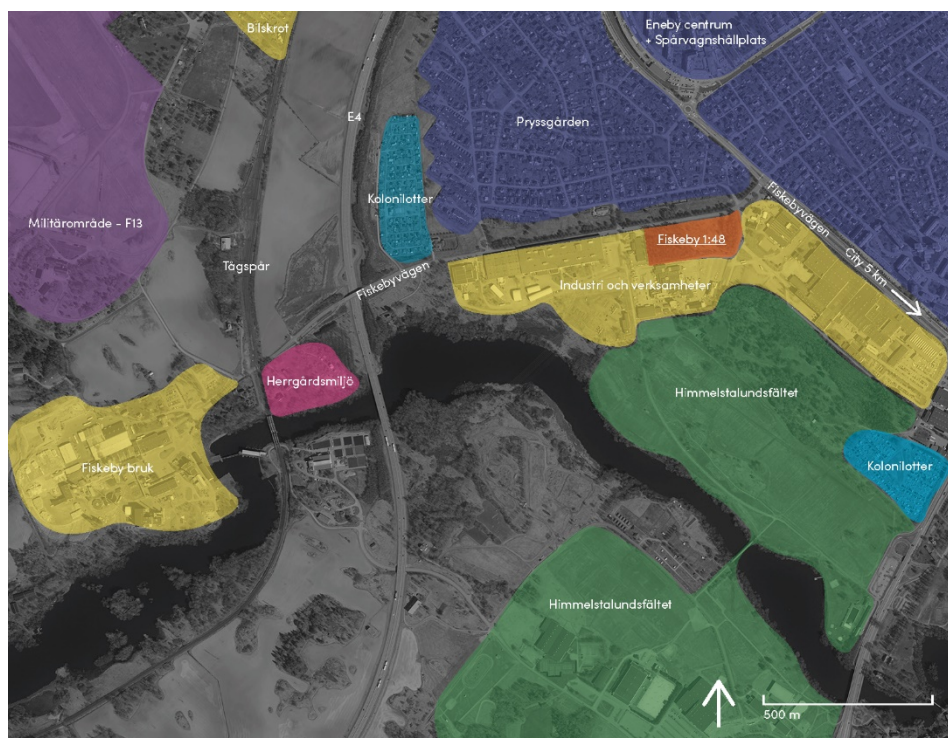 Bilskrot
Eneby centrum
+ Spårvagnshållplats
E4
Pryssgården
Kolonilotter
Militärområde - F13
Fiskebyvägen
Fiskeby 1:48
City 5 km
Tågspår
Fiskebyvägen
Industri och verksamheter
Herrgårdsmiljö
Himmelstalundsfältet
Fiskeby bruk
Kolonilotter
Himmelstalundsfältet
500 m